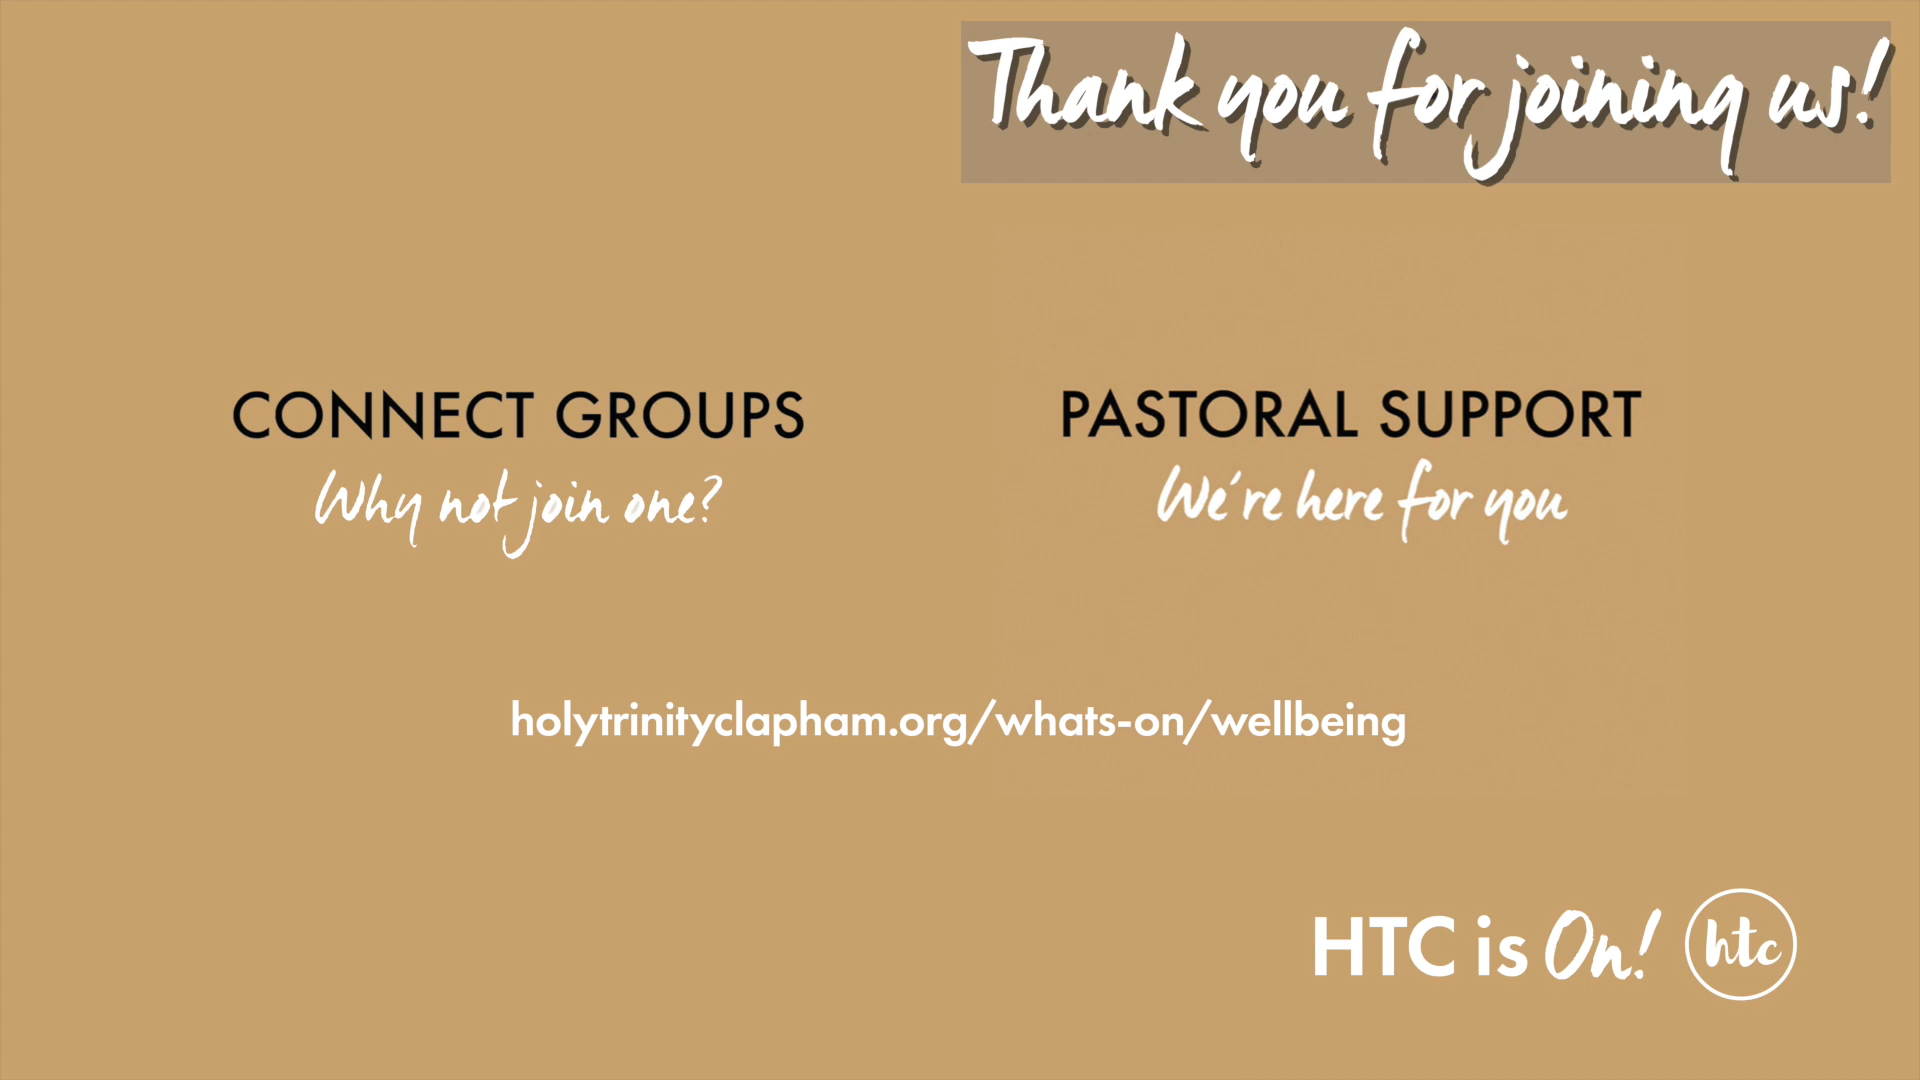 Thank you for joining us!
CONNECT GROUPS
Why not join one?
PASTORAL SUPPORT
We're here for you
holytrinityclapham.org/whats-on/wellbeing
HTC is On!
htc